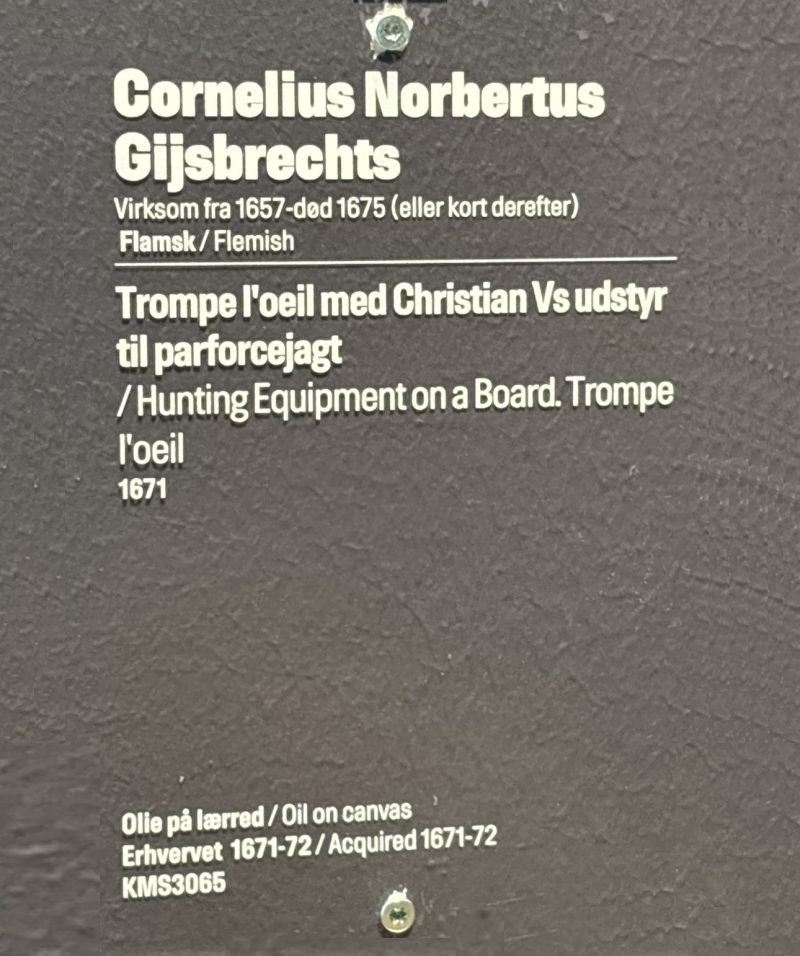 Cornelius Norbertus
Gijsbrechts
Virksom fra 1657-død 1675 (eller kort derefter)
Flamsk / Flemish
Trompe l'oeil med Christian Vs udstyr
til parforcejagt
/ Hunting Equipment on a Board. Trompe
l'oeil
1671
Olie på lærred / Oil on canvas
Erhvervet 1671-72 / Acquired 1671-72
KMS3065